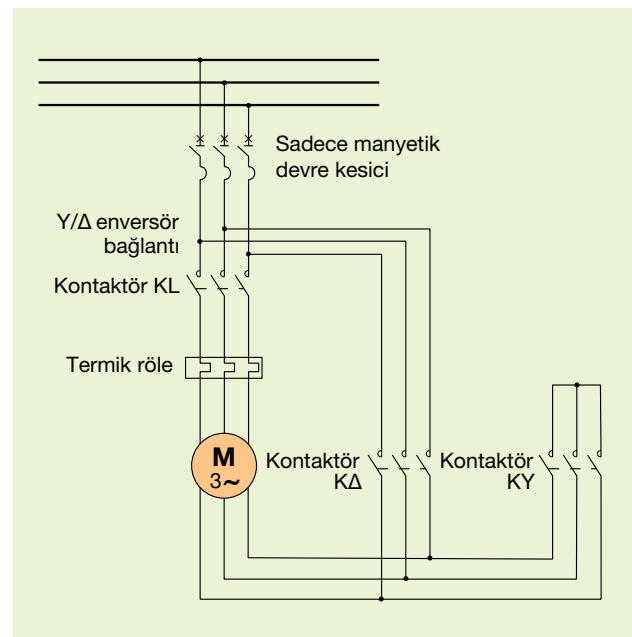 Sadece manyetik
devre kesici
Y/Δ enversör
bağlantı
Kontaktör KL
Termik röle
M
3~
Kontaktör
KΔ
Kontaktör
KY